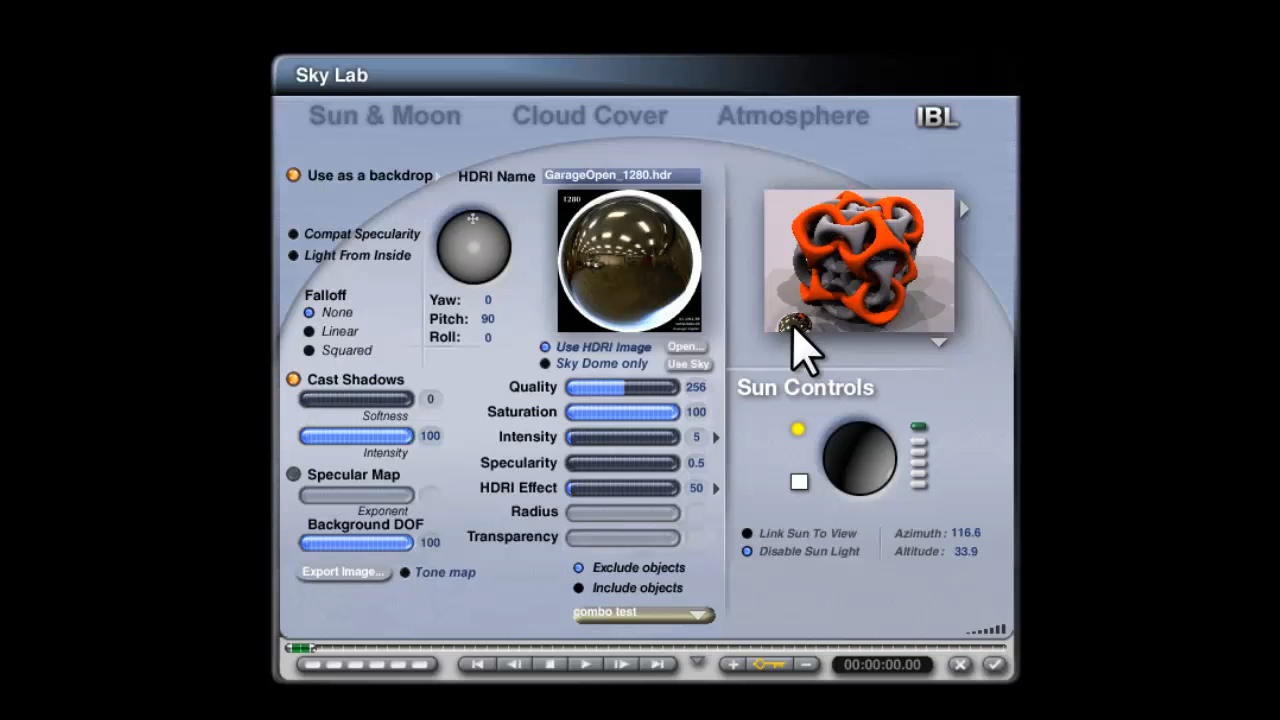 Sky Lab
Sun & Moon Cloud Cover Atmosphere IBL
Use as a backdrop
HDRI Name GarageOpen_1280.hdr
1280
Compat Specularity
Light From Inside
Falloff
None
Linear
Squared
Yaw: 0
Pitch: 90
Roll: 0
Use HDRI Image Open...
Sky Dome only Use Sky
Cast Shadows
0
Softness
100
Intensity
Specular Map
Exponent
Background DOF
100
Export Image... Tone map
Quality 256
Saturation 100
Intensity 5
Specularity 0.5
HDRI Effect 50
Radius
Transparency
Exclude objects
Include objects
combo test
Sun Controls
Link Sun To View
Disable Sun Light
Azimuth: 116.6
Altitude: 33.9
00:00:00.00